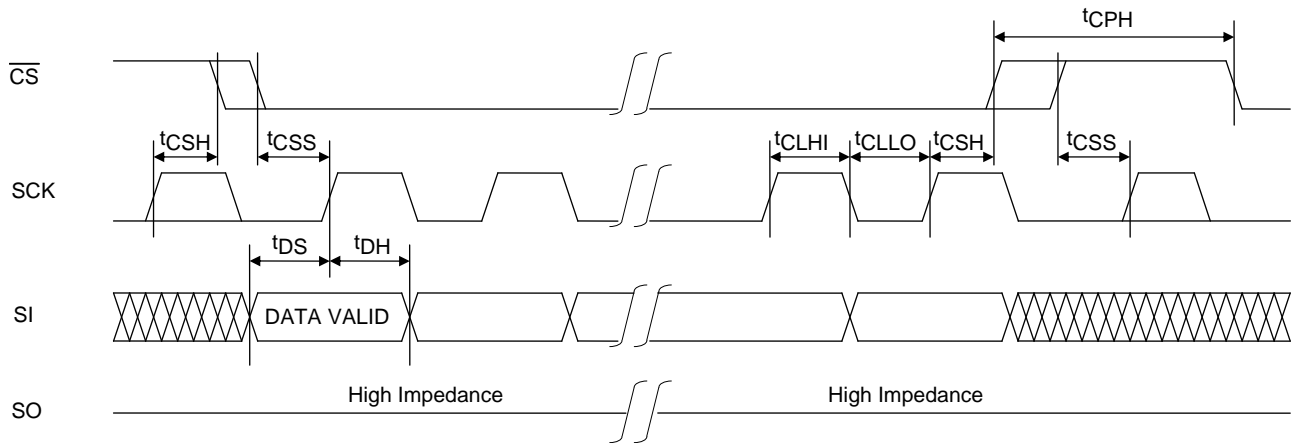 tCPH
CS
tCSH tCSS tCLHI tCLLO tCSH tCSS
SCK
tDS tDH
SI DATA VALID
High Impedance High Impedance
SO